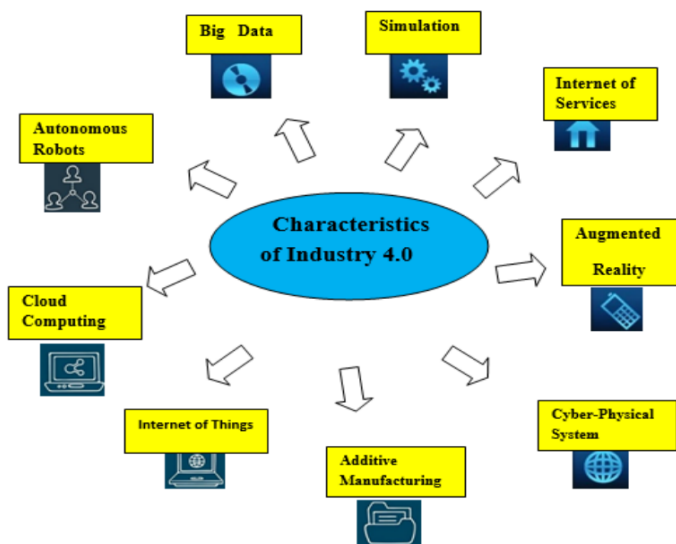 Big Data
Simulation
Internet of
Services
Autonomous
Robots
Characteristics
of Industry 4.0
Augmented
Reality
Cloud
Computing
Internet of Things
Additive
Manufacturing
Cyber-Physical
System